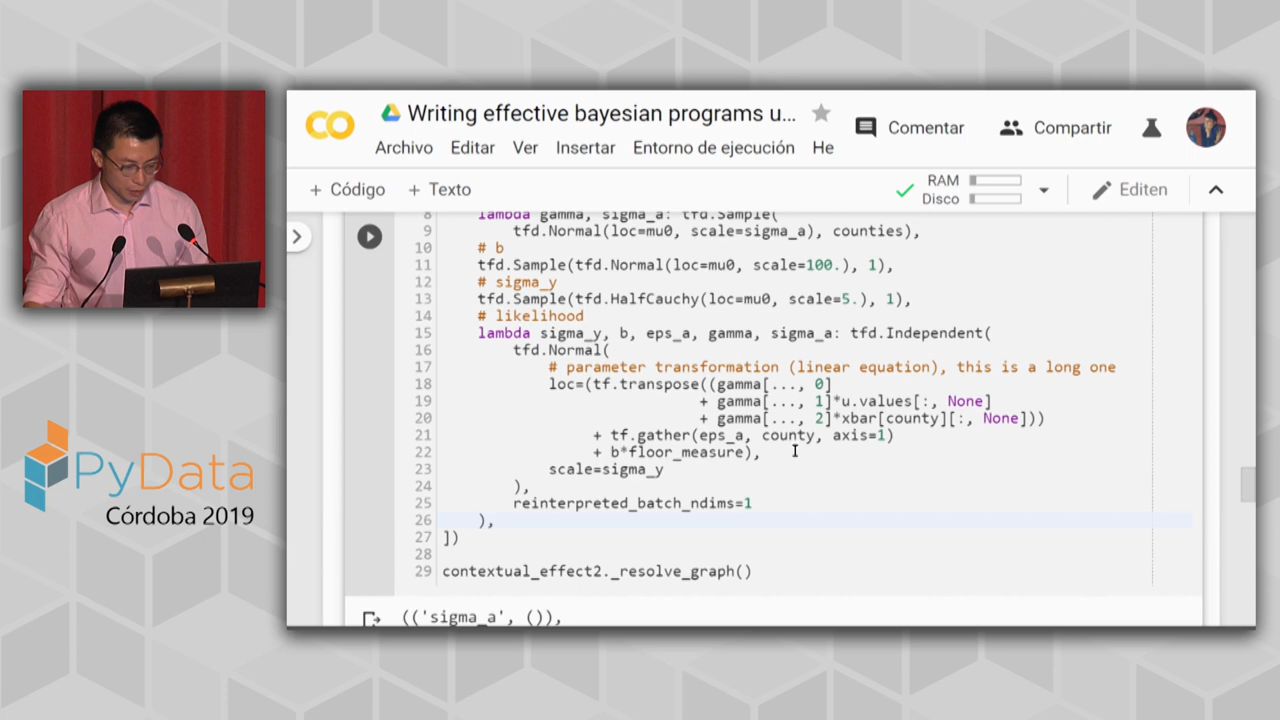 CO
Writing effective bayesian programs u...
Comentar
Compartir
Archivo Editar Ver Insertar Entorno de ejecución He
+ Código + Texto
RAM
Disco
Editen
8 lambda gamma, sigma_a: tfd.Sample(
9 tfd.Normal(loc=mu0, scale=sigma_a), counties),
10 # b
11 tfd.Sample(tfd.Normal(loc=mu0, scale=100.), 1),
12 # sigma_y
13 tfd.Sample(tfd.HalfCauchy(loc=mu0, scale=5.), 1),
14 # likelihood
15 lambda sigma_y, b, eps_a, gamma, sigma_a: tfd.Independent(
16 tfd.Normal(
17 # parameter transformation (linear equation), this is a long one
18 loc=(tf.transpose((gamma[..., 0]
19 + gamma[..., 1]*u.values[:, None]
20 + gamma[..., 2]*xbar[county][:, None]))
21 + tf.gather(eps_a, county, axis=1)
22 + b*floor_measure),
23 scale=sigma_y
24 ),
25 reinterpreted_batch_ndims=1
26 ),
27 ])
28
29 contextual_effect2._resolve_graph()
(('sigma_a', ()),
PyData
Córdoba 2019